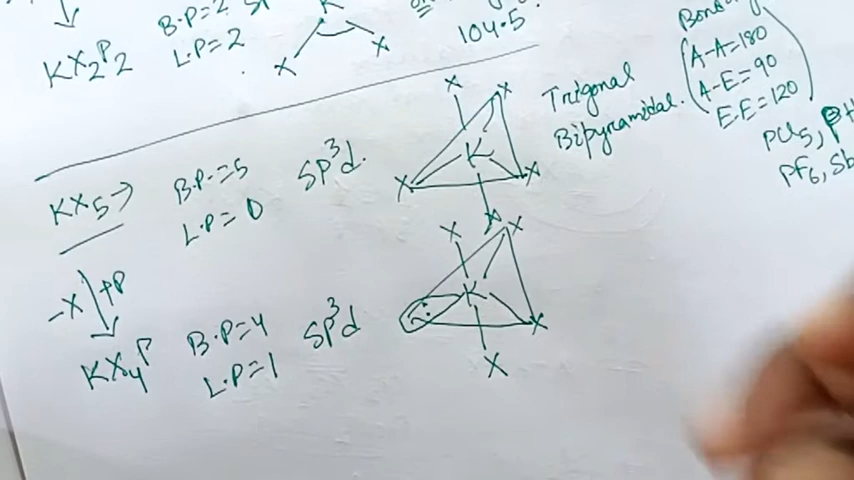 KX₂P₂
B.P=2
L.P=2
K
X
X
104.5°
KX₅→
B.P.=5
L.P=0
SP³d.
X
X
K
X
X
X
Trigonal
Bipyramidal.
A-A=180
A-E=90
E-E=120
PCl₅,
PF₆, Sb
-X
+P
KX₄P
B.P=4
L.P=1
SP³d
X
X
K
X
X